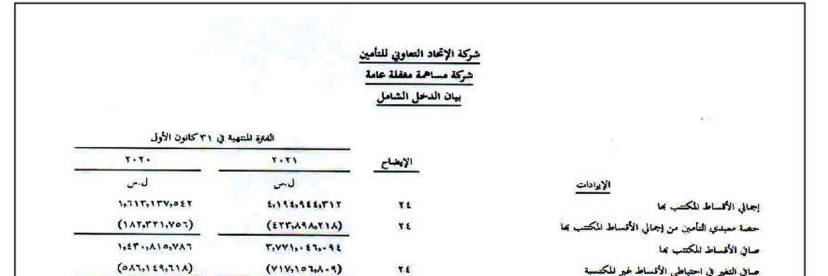 شركة الإتحاد التعاوني للتأمين
شركة مساهمة مغفلة عامة
بيان الدخل الشامل
الفترة المنتهية في ٣١ كانون الأول
الإيضاح ٢٠٢١ ٢٠٢٠
ل.س ل.س
الإيرادات
إجمالي الأقساط المكتتب بها ٢٤ ٤,١٩٤,٩٤٤,٣١٢ ١,٦١٣,١٣٧,٥٤٢
حصة معيدي التأمين من إجمالي الأقساط المكتتب بها ٢٤ (٤٢٣,٨٩٨,٢١٨) (١٨٢,٣٢١,٧٥٦)
صافي الأقساط المكتتب بها ٣,٧٧١,٠٤٦,٠٩٤ ١,٤٣٠,٨١٥,٧٨٦
صافي التغير في احتياطي الأقساط غير المكتسبة ٢٤ (٧١٧,١٥٦,٨٠٩) (٥٨٦,١٤٩,٦١٨)